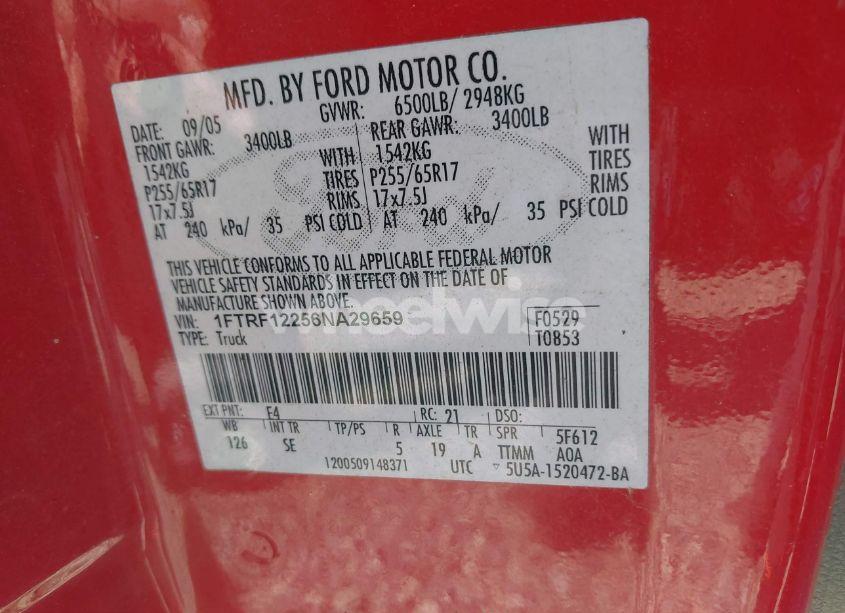 MFD. BY FORD MOTOR CO.
DATE: 09/05 GVWR: 6500LB/ 2948KG
FRONT GAWR: 3400LB REAR GAWR: 3400LB
1542KG WITH 1542KG WITH
P255/65R17 TIRES P255/65R17 TIRES
17x7.5J RIMS 17x7.5J RIMS
AT 240 kPa/ 35 PSI COLD AT 240 kPa/ 35 PSI COLD
THIS VEHICLE CONFORMS TO ALL APPLICABLE FEDERAL MOTOR
VEHICLE SAFETY STANDARDS IN EFFECT ON THE DATE OF
MANUFACTURE SHOWN ABOVE.
VIN: 1FTRF12256NA29659 F0529
TYPE: Truck T0853
wheelwise
EXT PNT: E4 RC: 21 DSO:
WB INT TR TP/PS R AXLE TR SPR 5F612
126 SE 5 19 A TTMM AOA
1200509148371 UTC 5U5A-1520472-BA